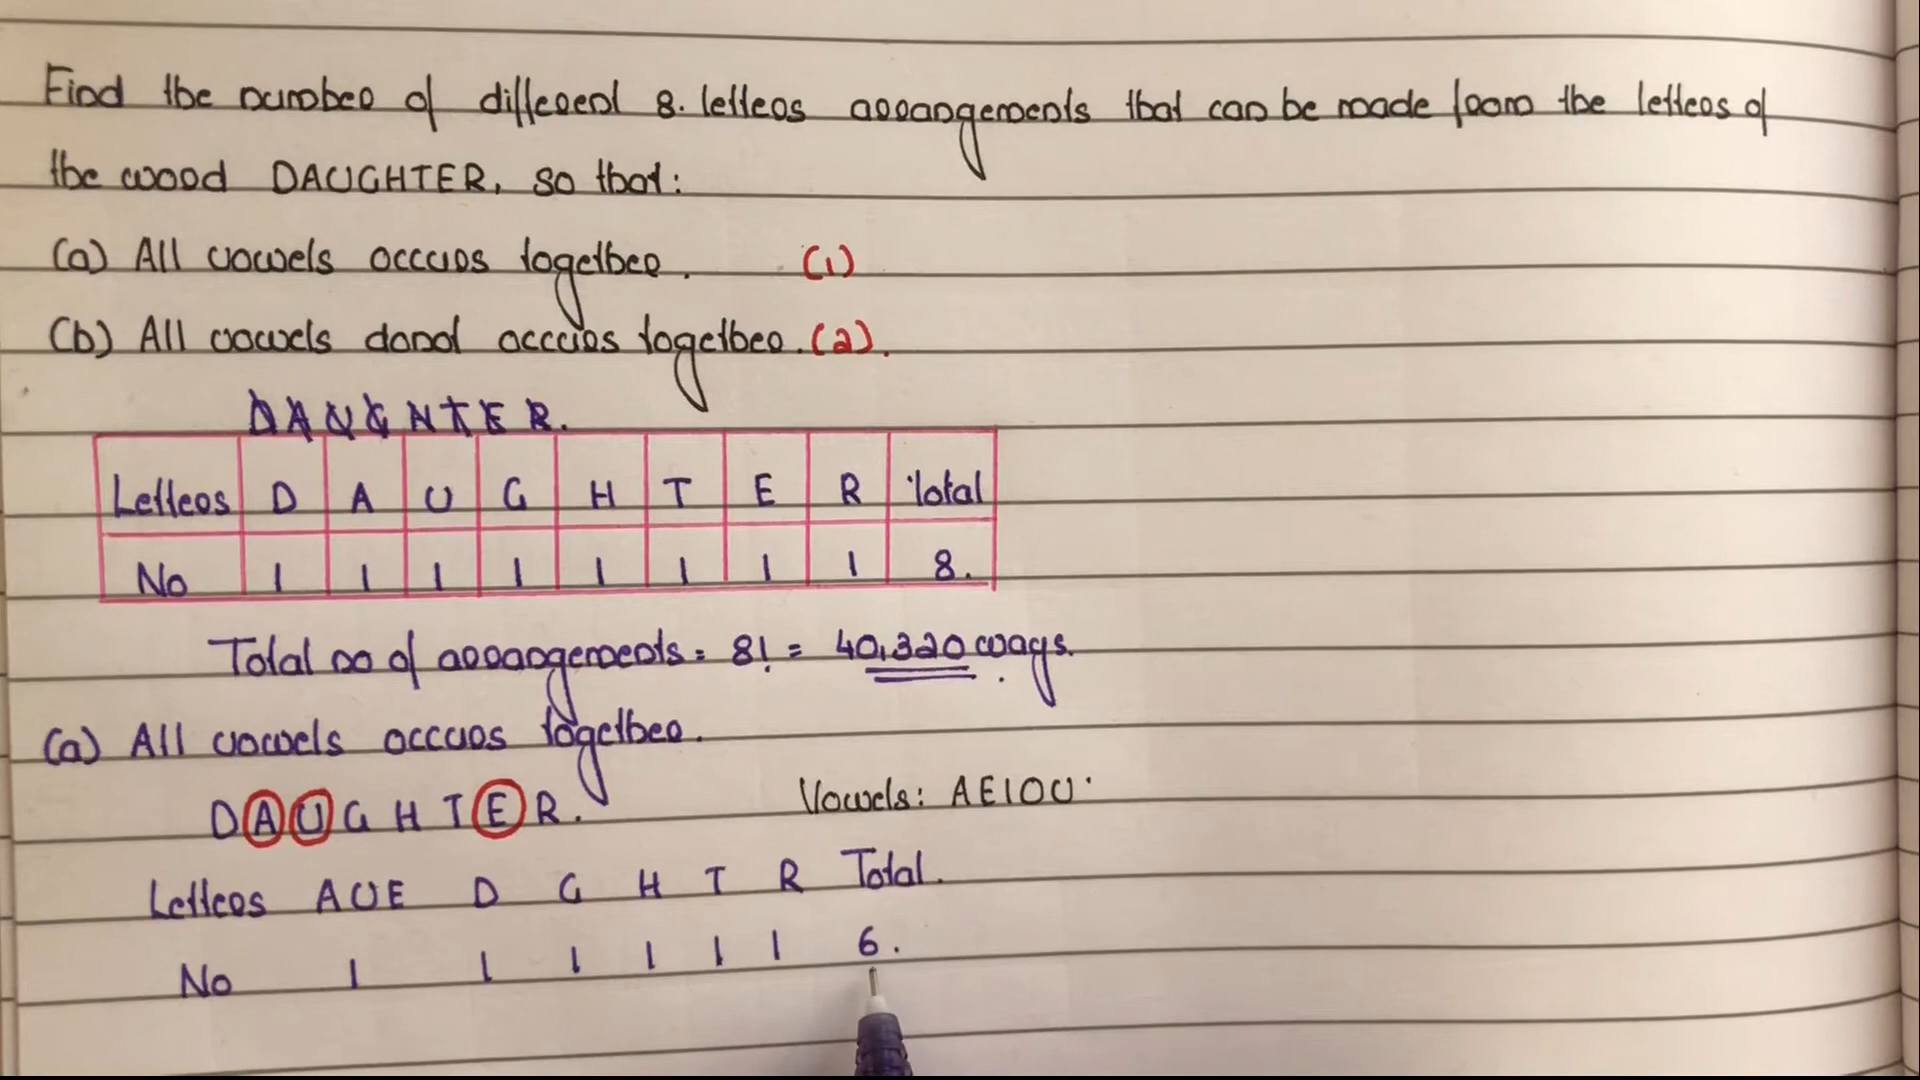 Find the number of different 8. letters arrangements that can be made from the letters of
the word DAUGHTER, so that:
(a) All vowels occurs together. (1)
(b) All vowels donot occurs together. (2).
DAUGHTER.
Letters D A U G H T E R Total
No 1 1 1 1 1 1 1 1 8.
Total no of arrangements = 8! = 40,320 ways.
(a) All vowels occurs together.
DAUGHTER. Vowels: AEIOU.
Letters AUE D G H T R Total.
No 1 1 1 1 1 1 6.